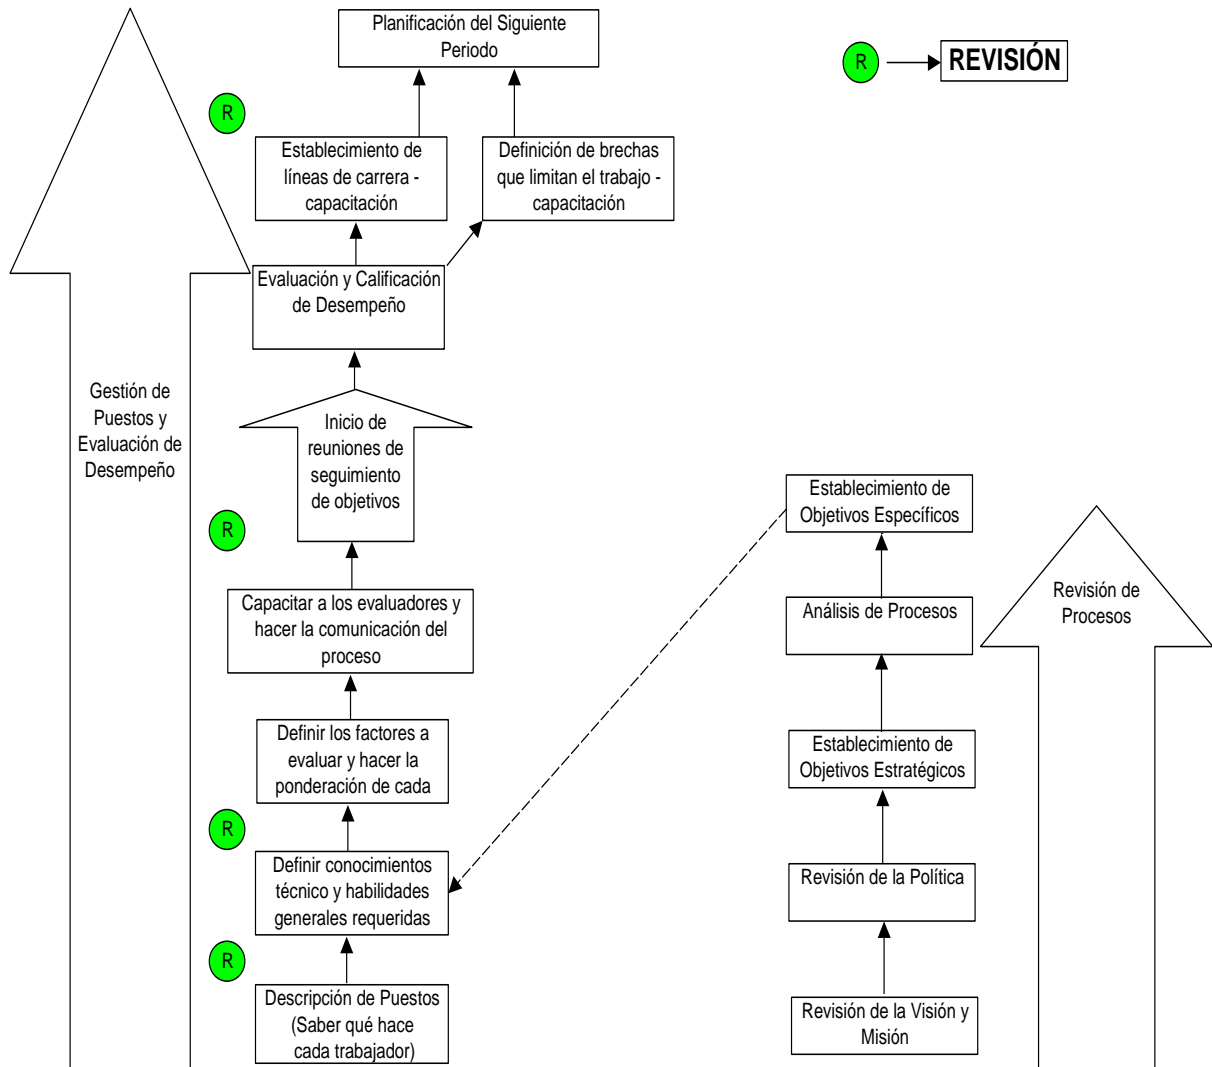 Planificación del Siguiente
Periodo
R
REVISIÓN
R
Establecimiento de
líneas de carrera -
capacitación
Definición de brechas
que limitan el trabajo -
capacitación
Evaluación y Calificación
de Desempeño
Gestión de
Puestos y
Evaluación de
Desempeño
Inicio de
reuniones de
seguimiento
de objetivos
R
Establecimiento de
Objetivos Específicos
Capacitar a los evaluadores y
hacer la comunicación del
proceso
Análisis de Procesos
Revisión de
Procesos
Definir los factores a
evaluar y hacer la
ponderación de cada
Establecimiento de
Objetivos Estratégicos
R
Definir conocimientos
técnico y habilidades
generales requeridas
Revisión de la Política
R
Descripción de Puestos
(Saber qué hace
cada trabajador)
Revisión de la Visión y
Misión